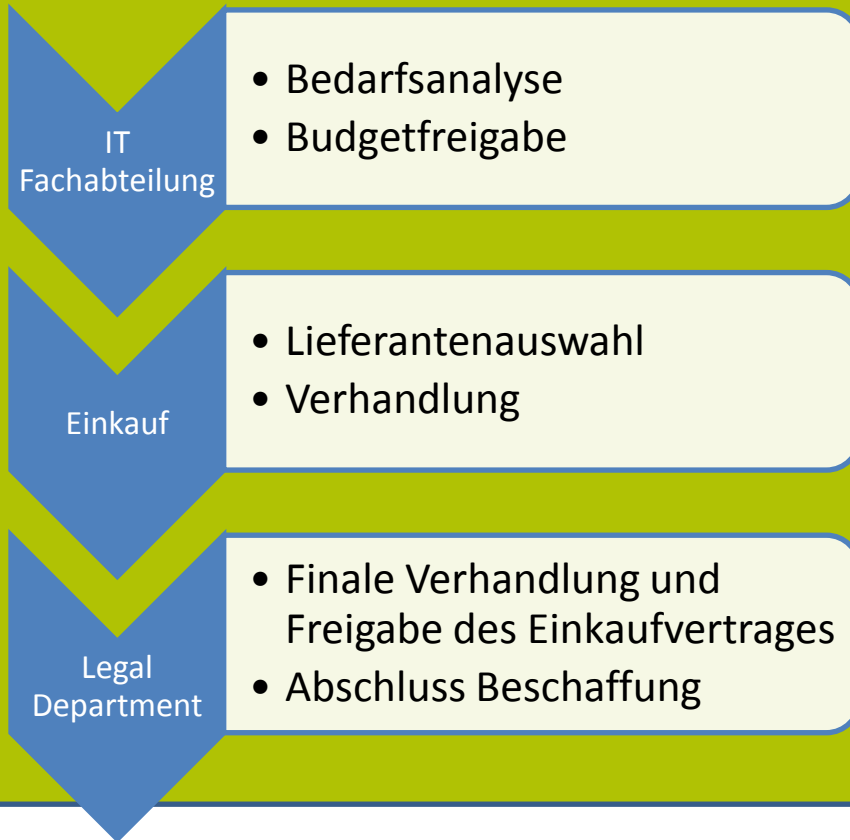 IT
Fachabteilung
• Bedarfsanalyse
• Budgetfreigabe
Einkauf
• Lieferantenauswahl
• Verhandlung
Legal
Department
• Finale Verhandlung und
Freigabe des Einkaufvertrages
• Abschluss Beschaffung